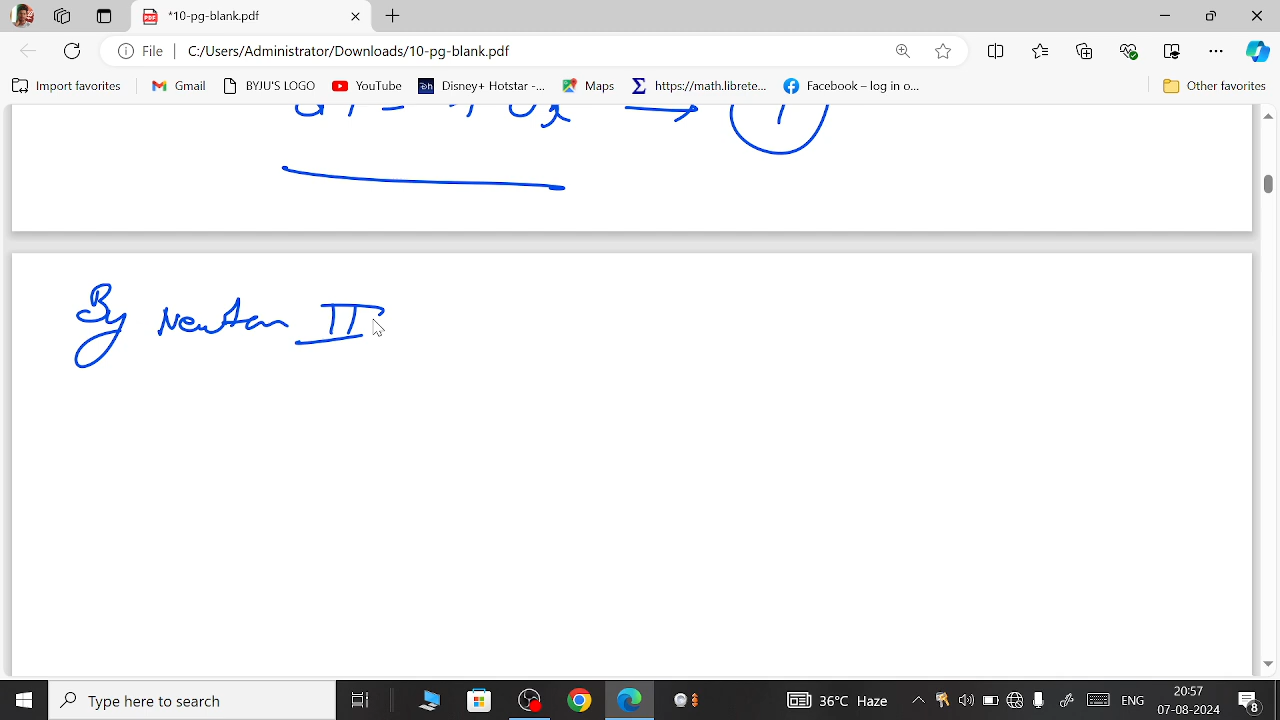 *10-pg-blank.pdf
File C:/Users/Administrator/Downloads/10-pg-blank.pdf
Import favorites Gmail BYJU'S LOGO YouTube Disney+ Hotstar -... Maps https://math.librete... Facebook – log in o... Other favorites
By Newton II
Type here to search 36°C Haze ENG 20:57
07-08-2024 8